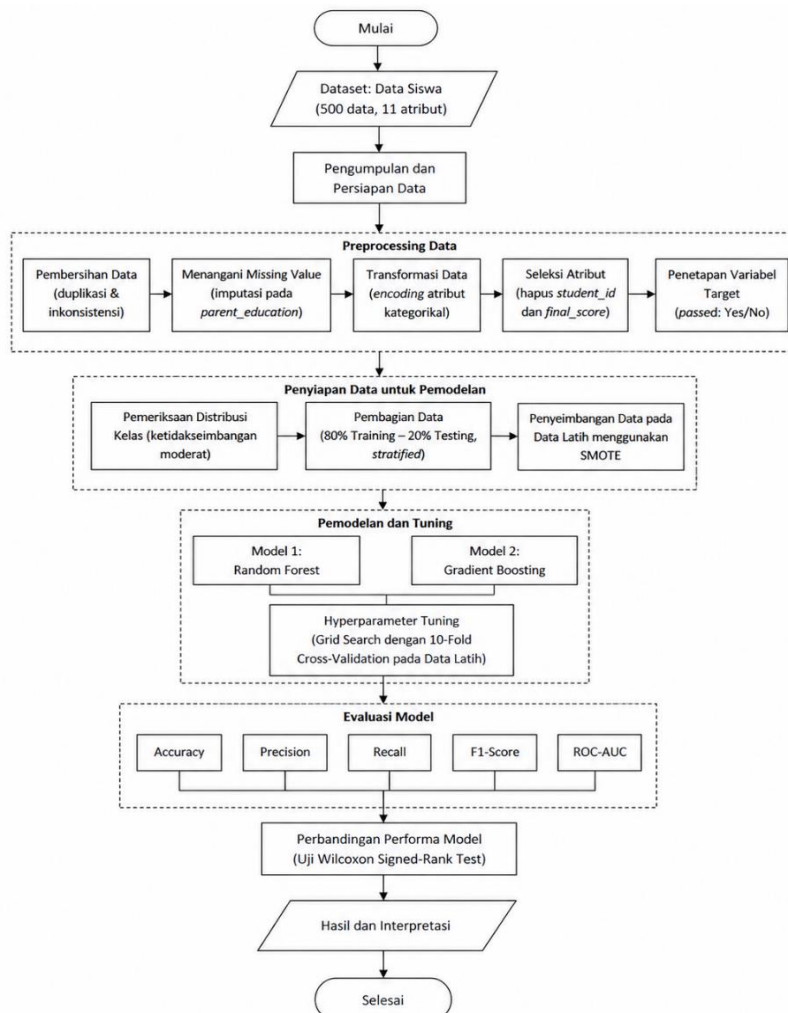 Mulai
Dataset: Data Siswa
(500 data, 11 atribut)
Pengumpulan dan
Persiapan Data
Preprocessing Data
Pembersihan Data
(duplikasi &
inkonsistensi)
Menangani Missing Value
(imputasi pada
parent_education)
Transformasi Data
(encoding atribut
kategorikal)
Seleksi Atribut
(hapus student_id
dan final_score)
Penetapan Variabel
Target
(passed: Yes/No)
Penyiapan Data untuk Pemodelan
Pemeriksaan Distribusi
Kelas (ketidakseimbangan
moderat)
Pembagian Data
(80% Training – 20% Testing,
stratified)
Penyeimbangan Data pada
Data Latih menggunakan
SMOTE
Pemodelan dan Tuning
Model 1:
Random Forest
Model 2:
Gradient Boosting
Hyperparameter Tuning
(Grid Search dengan 10-Fold
Cross-Validation pada Data Latih)
Evaluasi Model
Accuracy
Precision
Recall
F1-Score
ROC-AUC
Perbandingan Performa Model
(Uji Wilcoxon Signed-Rank Test)
Hasil dan Interpretasi
Selesai